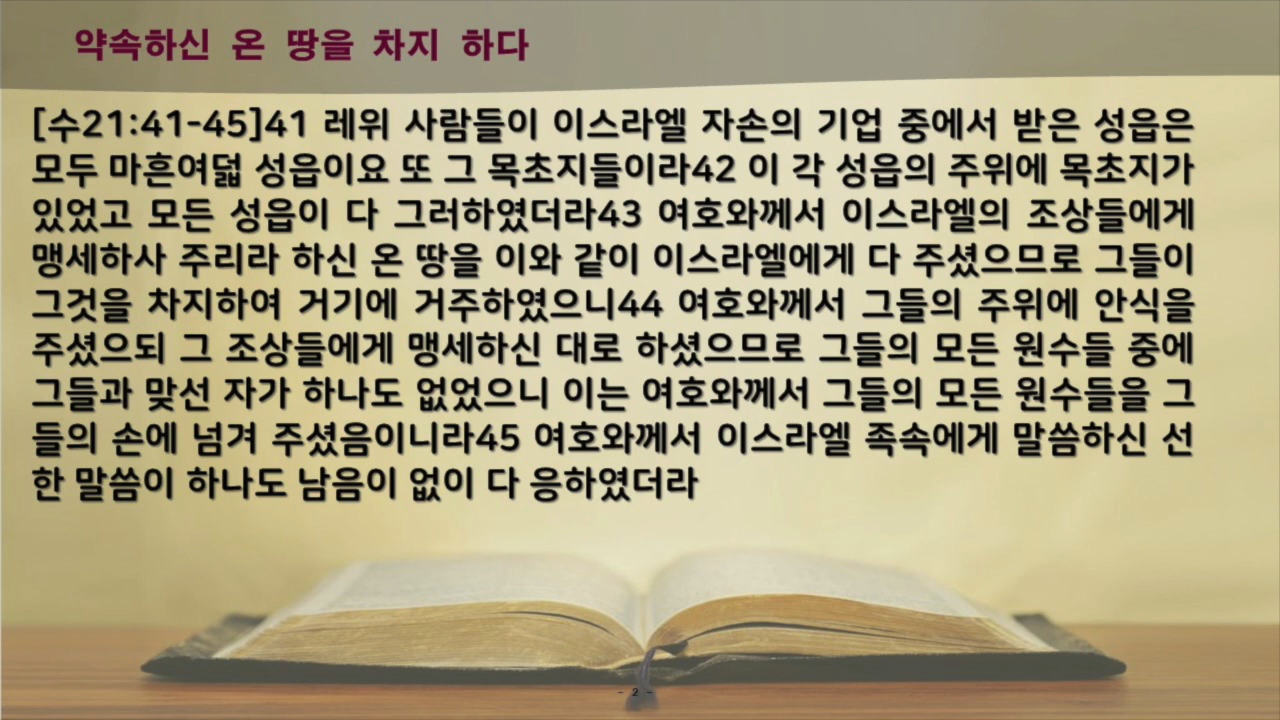 약속하신 온 땅을 차지 하다
[수21:41-45]41 레위 사람들이 이스라엘 자손의 기업 중에서 받은 성읍은
모두 마흔여덟 성읍이요 또 그 목초지들이라42 이 각 성읍의 주위에 목초지가
있었고 모든 성읍이 다 그러하였더라43 여호와께서 이스라엘의 조상들에게
맹세하사 주리라 하신 온 땅을 이와 같이 이스라엘에게 다 주셨으므로 그들이
그것을 차지하여 거기에 거주하였으니44 여호와께서 그들의 주위에 안식을
주셨으되 그 조상들에게 맹세하신 대로 하셨으므로 그들의 모든 원수들 중에
그들과 맞선 자가 하나도 없었으니 이는 여호와께서 그들의 모든 원수들을 그
들의 손에 넘겨 주셨음이니라45 여호와께서 이스라엘 족속에게 말씀하신 선
한 말씀이 하나도 남음이 없이 다 응하였더라
- 2 -